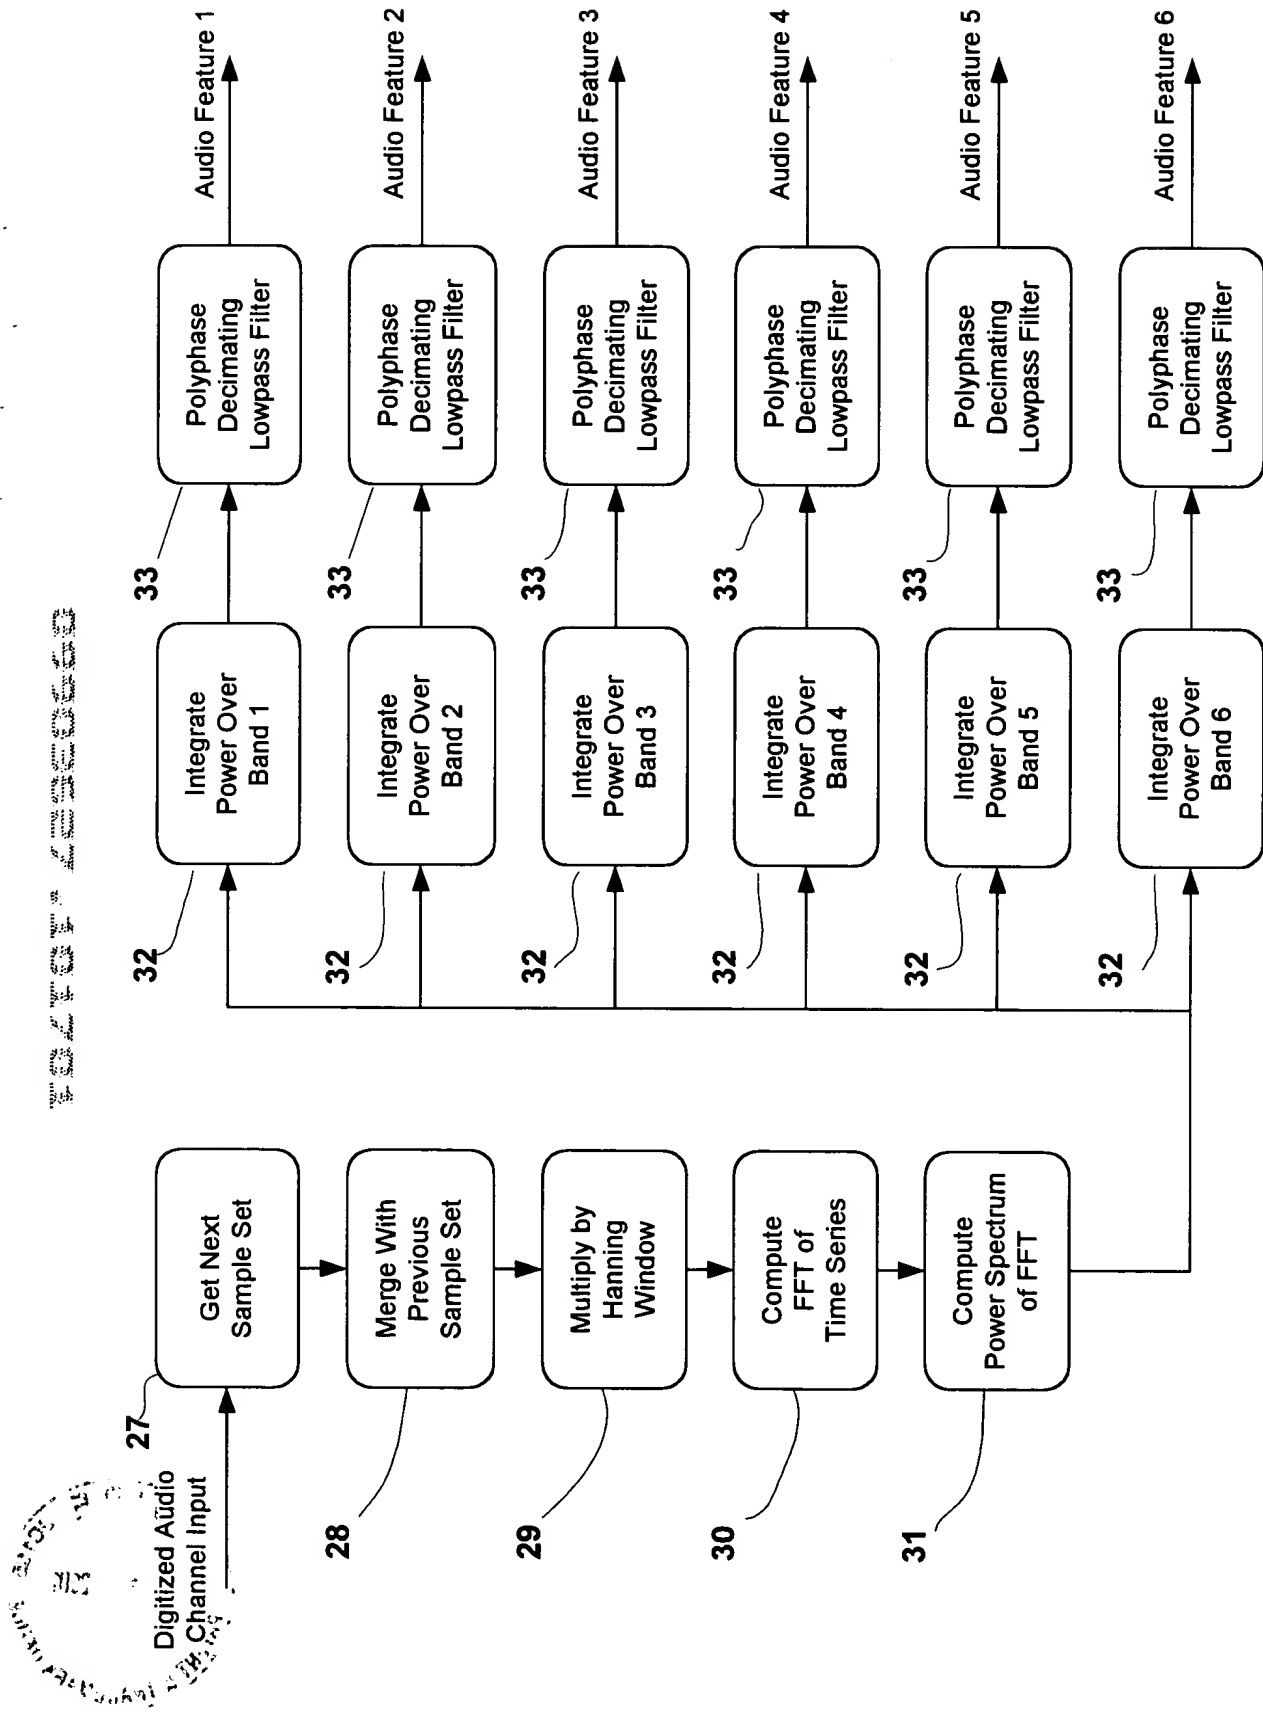 Digitized Audio
Channel Input
27
Get Next
Sample Set
28
Merge With
Previous
Sample Set
29
Multiply by
Hanning
Window
30
Compute
FFT of
Time Series
31
Compute
Power Spectrum
of FFT
32
Integrate
Power Over
Band 1
33
Polyphase
Decimating
Lowpass Filter
Audio Feature 1
32
Integrate
Power Over
Band 2
33
Polyphase
Decimating
Lowpass Filter
Audio Feature 2
32
Integrate
Power Over
Band 3
33
Polyphase
Decimating
Lowpass Filter
Audio Feature 3
32
Integrate
Power Over
Band 4
33
Polyphase
Decimating
Lowpass Filter
Audio Feature 4
32
Integrate
Power Over
Band 5
33
Polyphase
Decimating
Lowpass Filter
Audio Feature 5
32
Integrate
Power Over
Band 6
33
Polyphase
Decimating
Lowpass Filter
Audio Feature 6